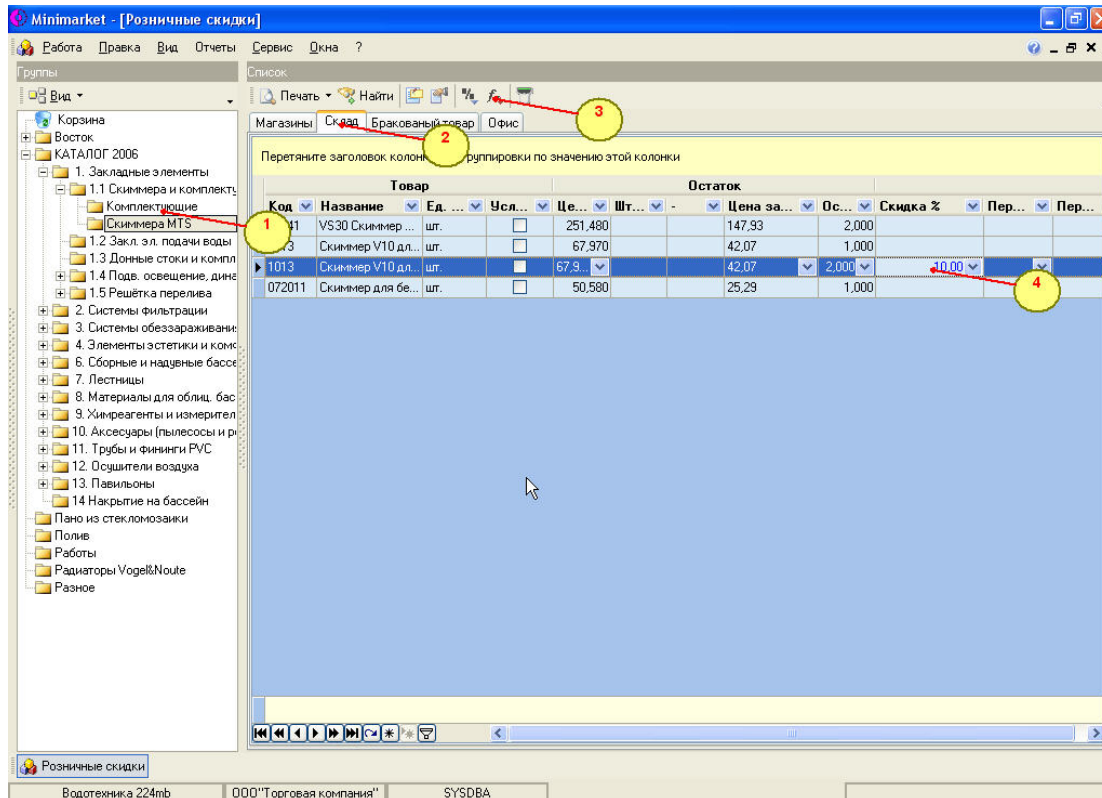 Minimarket - [Розничные скидки]
Работа Правка Вид Отчеты Сервис Окна ?
Группы
Список
Вид
Печать Найти
3
Магазины Склад Бракованый товар Офис
2
Перетяните заголовок группировки по значению этой колонки
Корзина
Восток
КАТАЛОГ 2006
1. Закладные элементы
1.1 Скиммера и комплекту
Комплектующие
Скиммера MTS
1.2 Закл. эл. подачи воды
1.3 Донные стоки и компл
1.4 Подв. освещение, дина
1.5 Решётка перелива
2. Системы фильтрации
3. Системы обеззараживани
4. Элементы эстетики и комф
6. Сборные и надувные бассе
7. Лестницы
8. Материалы для облиц. бас
9. Химреагенты и измерител
10. Аксесуары (пылесосы и р
11. Трубы и фининги PVC
12. Осушители воздуха
13. Павильоны
14 Накрытие на бассейн
Пано из стекломозаики
Полив
Работы
Радиаторы Vogel&Noute
Разное
1
Товар Остаток
Код Название Ед. ... Усл... Це... Шт... - Цена за... Ос... Скидка % Пер... Пер...
41 VS30 Скиммер ... шт. 251,480 147,93 2,000
3 Скиммер V10 дл... шт. 67,970 42,07 1,000
1013 Скиммер V10 дл... шт. 67,9... 42,07 2,000 10,00
072011 Скиммер для бе... шт. 50,580 25,29 1,000
4
Розничные скидки
Водотехника 224mb ООО"Торговая компания" SYSDBA